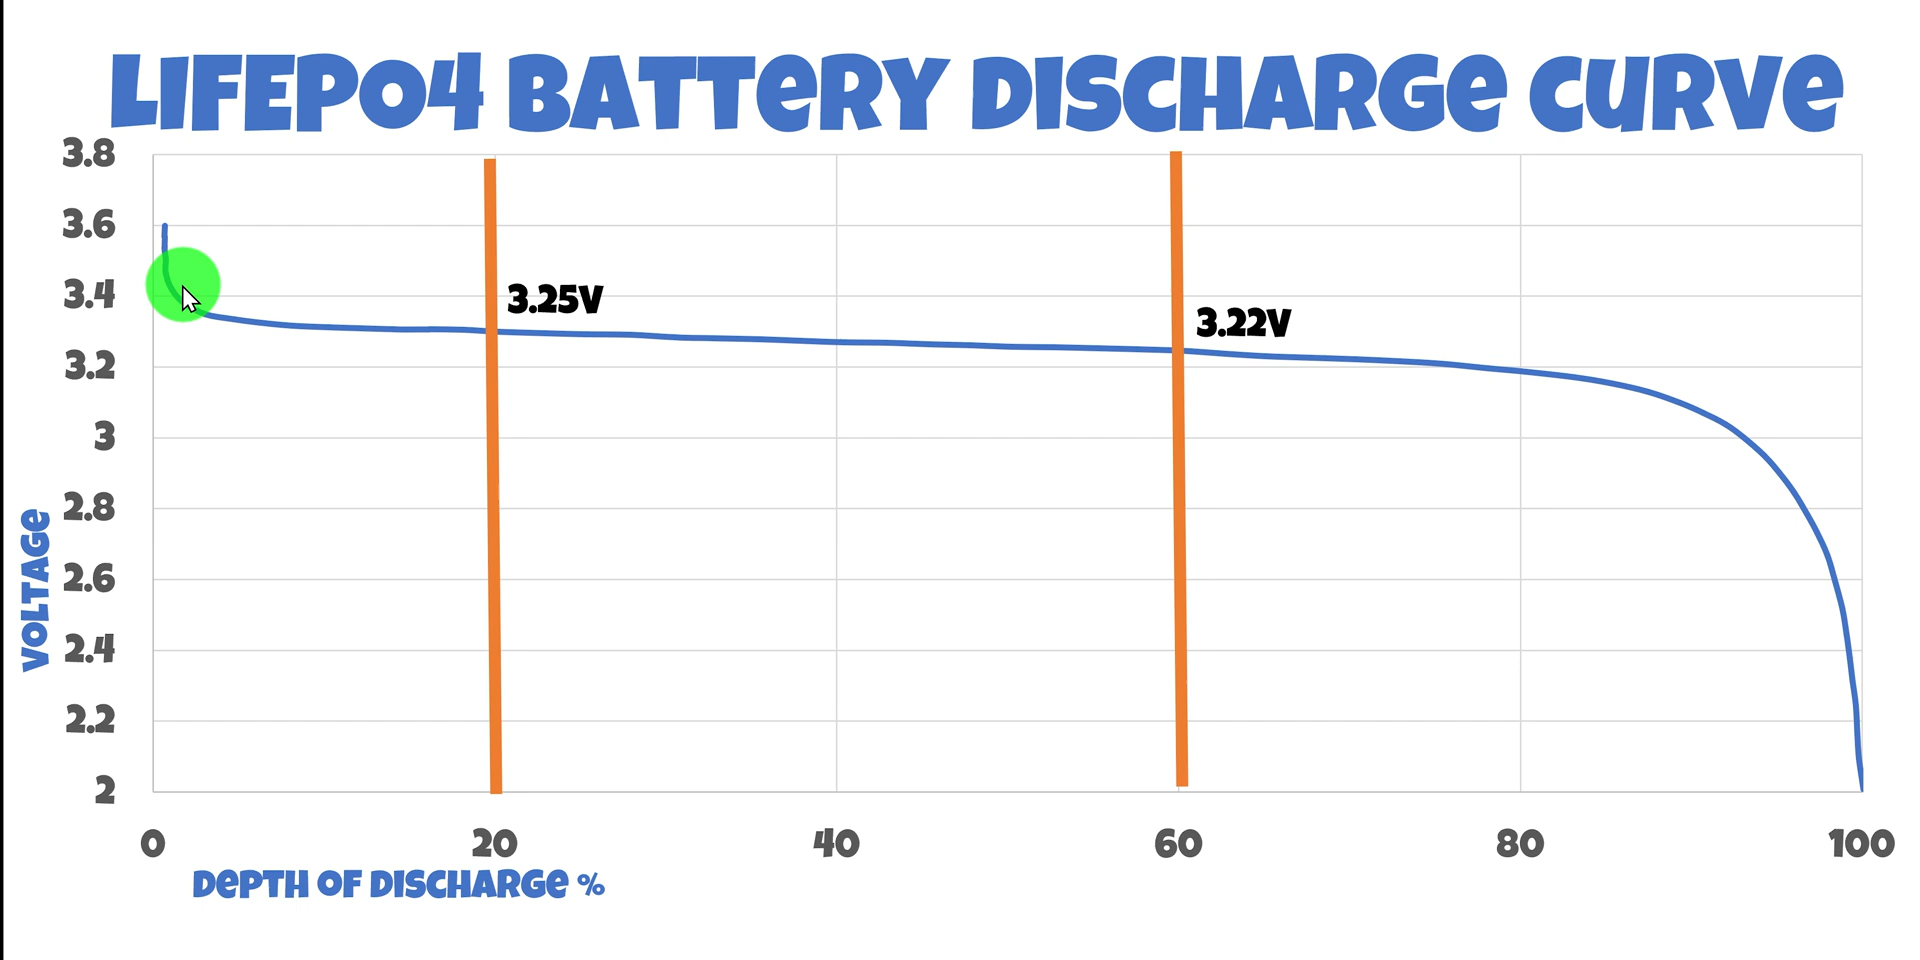 LIFEPO4 BATTERY DISCHARGE CURVE
3.8
3.6
3.4
3.2
3
2.8
2.6
2.4
2.2
2
VOLTAGE
3.25V
3.22V
0 20 40 60 80 100
DEPTH OF DISCHARGE %